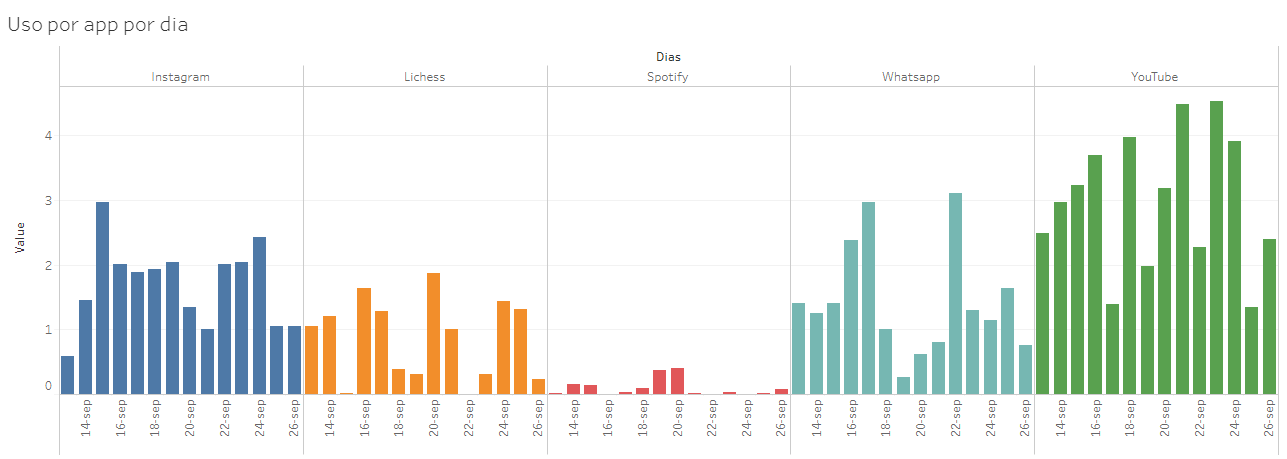 Uso por app por dia
Dias
Instagram Lichess Spotify Whatsapp YouTube
Value
4
3
2
1
0
14-sep 16-sep 18-sep 20-sep 22-sep 24-sep 26-sep 14-sep 16-sep 18-sep 20-sep 22-sep 24-sep 26-sep 14-sep 16-sep 18-sep 20-sep 22-sep 24-sep 26-sep 14-sep 16-sep 18-sep 20-sep 22-sep 24-sep 26-sep 14-sep 16-sep 18-sep 20-sep 22-sep 24-sep 26-sep